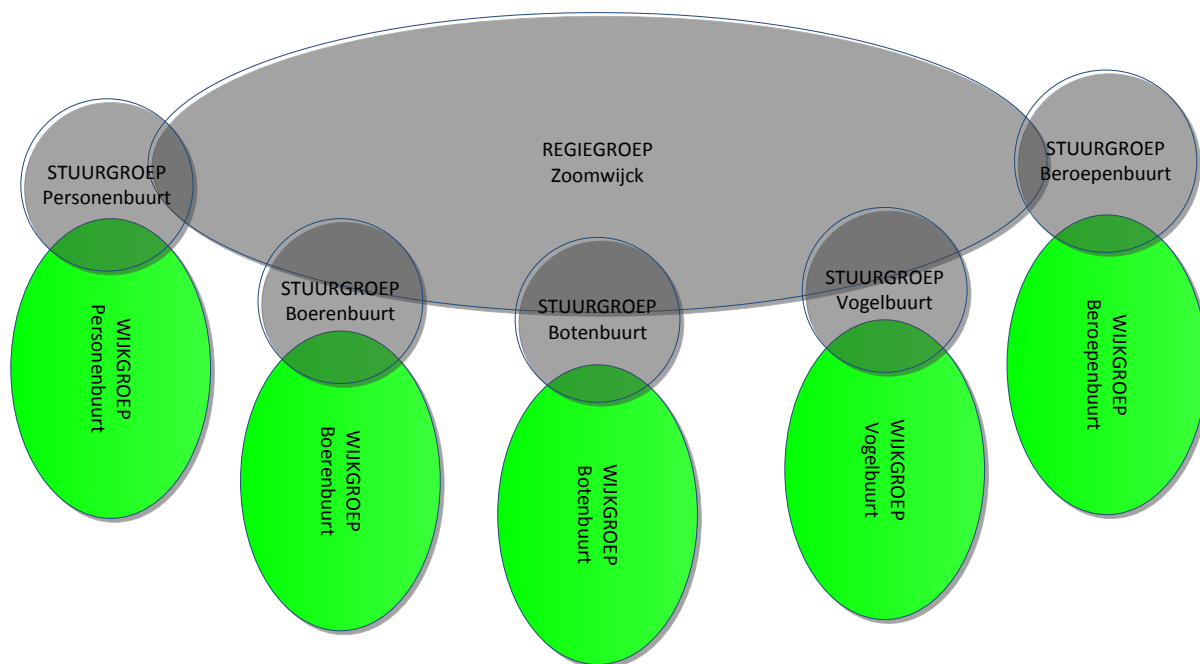 REGIEGROEP
Zoomwijck
STUURGROEP
Personenbuurt
STUURGROEP
Boerenbuurt
STUURGROEP
Botenbuurt
STUURGROEP
Vogelbuurt
STUURGROEP
Beroepenbuurt
WIJKGROEP
Personenbuurt
WIJKGROEP
Boerenbuurt
WIJKGROEP
Botenbuurt
WIJKGROEP
Vogelbuurt
WIJKGROEP
Beroepenbuurt